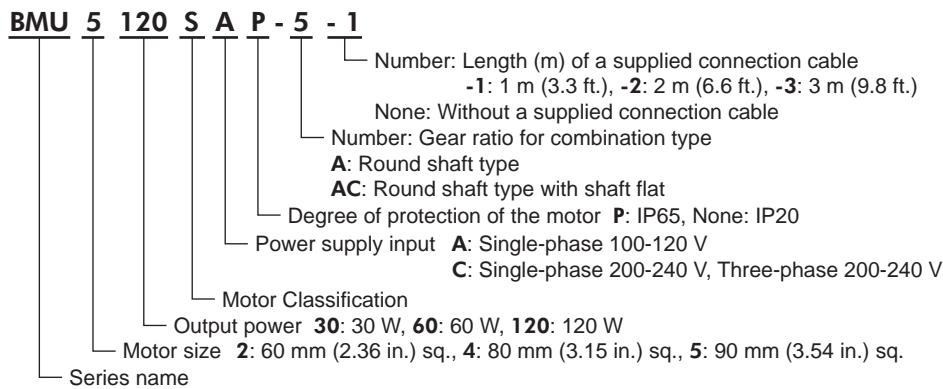 BMU 5 120 S A P - 5 - 1
Number: Length (m) of a supplied connection cable
-1: 1 m (3.3 ft.), -2: 2 m (6.6 ft.), -3: 3 m (9.8 ft.)
None: Without a supplied connection cable
Number: Gear ratio for combination type
A: Round shaft type
AC: Round shaft type with shaft flat
Degree of protection of the motor P: IP65, None: IP20
Power supply input A: Single-phase 100-120 V
C: Single-phase 200-240 V, Three-phase 200-240 V
Motor Classification
Output power 30: 30 W, 60: 60 W, 120: 120 W
Motor size 2: 60 mm (2.36 in.) sq., 4: 80 mm (3.15 in.) sq., 5: 90 mm (3.54 in.) sq.
Series name